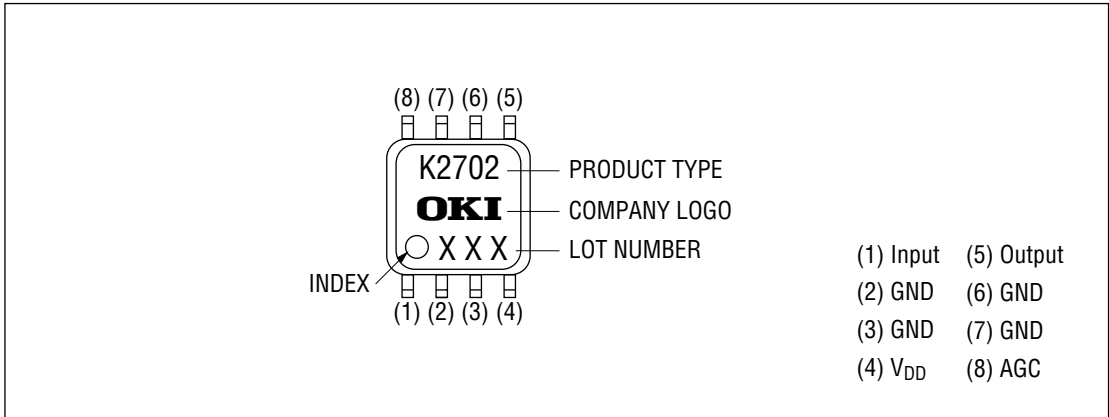 (8) (7) (6) (5)
K2702
PRODUCT TYPE
OKI
COMPANY LOGO
X X X
LOT NUMBER
INDEX
(1) (2) (3) (4)
(1) Input (5) Output
(2) GND (6) GND
(3) GND (7) GND
(4) VDD (8) AGC